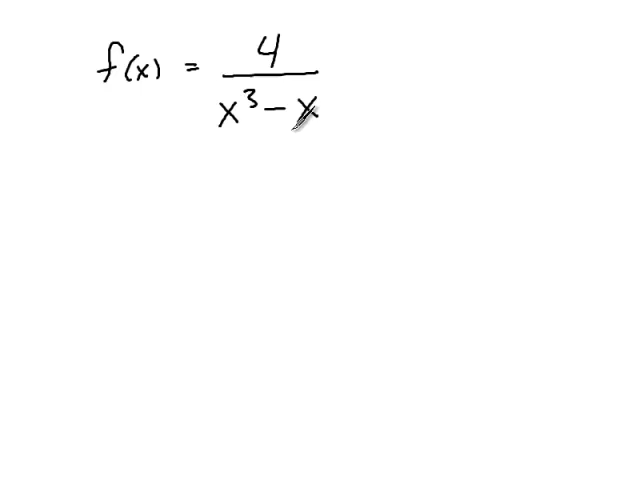 f(x) = 4 / (x³ - x)